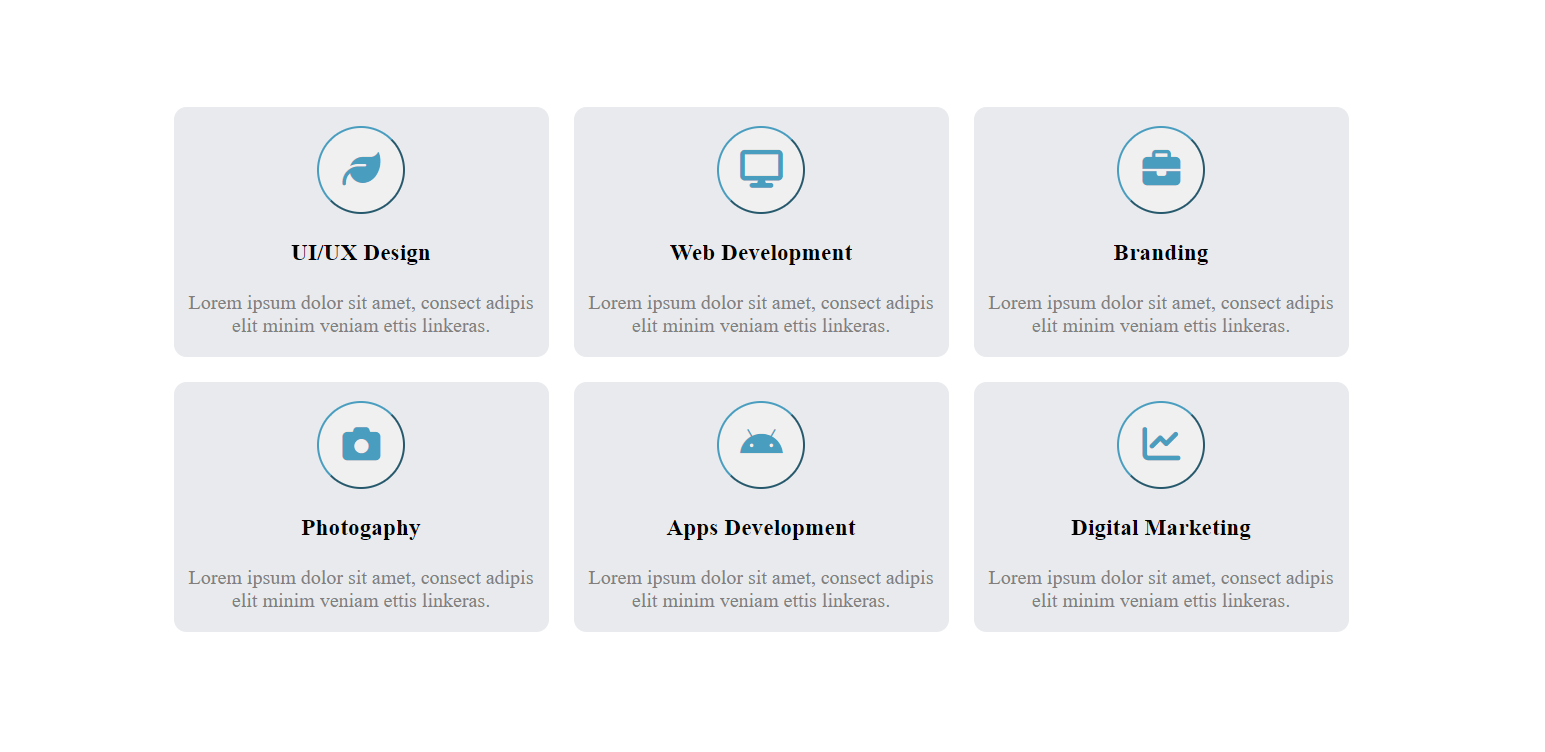 UI/UX Design
Lorem ipsum dolor sit amet, consect adipis
elit minim veniam ettis linkeras.
Web Development
Lorem ipsum dolor sit amet, consect adipis
elit minim veniam ettis linkeras.
Branding
Lorem ipsum dolor sit amet, consect adipis
elit minim veniam ettis linkeras.
Photogaphy
Lorem ipsum dolor sit amet, consect adipis
elit minim veniam ettis linkeras.
Apps Development
Lorem ipsum dolor sit amet, consect adipis
elit minim veniam ettis linkeras.
Digital Marketing
Lorem ipsum dolor sit amet, consect adipis
elit minim veniam ettis linkeras.